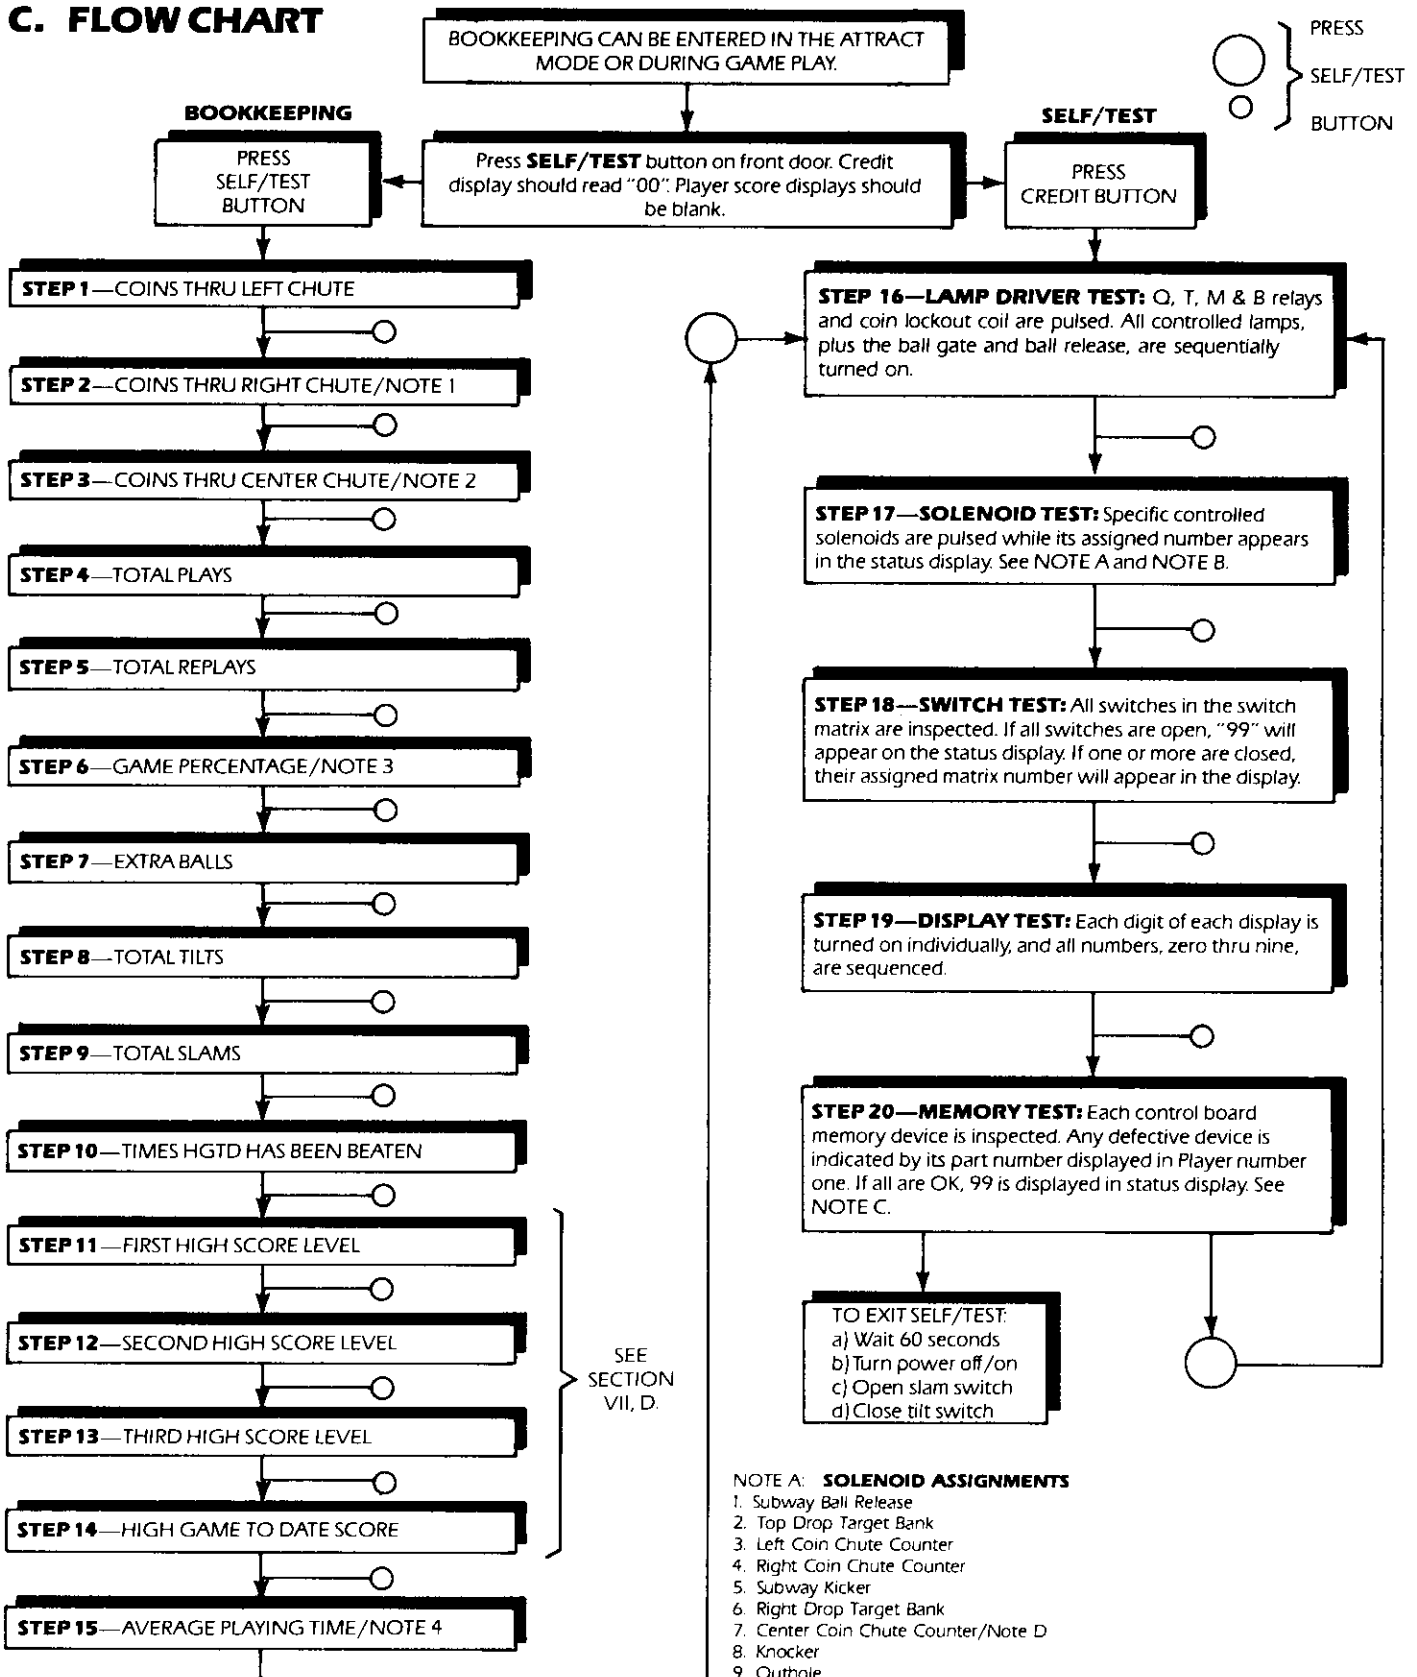 C. FLOW CHART
BOOKKEEPING CAN BE ENTERED IN THE ATTRACT
MODE OR DURING GAME PLAY.
PRESS
SELF/TEST
BUTTON
BOOKKEEPING
PRESS
SELF/TEST
BUTTON
Press SELF/TEST button on front door. Credit
display should read "00". Player score displays should
be blank.
SELF/TEST
PRESS
CREDIT BUTTON
STEP 1—COINS THRU LEFT CHUTE
STEP 2—COINS THRU RIGHT CHUTE/NOTE 1
STEP 3—COINS THRU CENTER CHUTE/NOTE 2
STEP 4—TOTAL PLAYS
STEP 5—TOTAL REPLAYS
STEP 6—GAME PERCENTAGE/NOTE 3
STEP 7—EXTRA BALLS
STEP 8—TOTAL TILTS
STEP 9—TOTAL SLAMS
STEP 10—TIMES HGTD HAS BEEN BEATEN
STEP 11—FIRST HIGH SCORE LEVEL
STEP 12—SECOND HIGH SCORE LEVEL
STEP 13—THIRD HIGH SCORE LEVEL
STEP 14—HIGH GAME TO DATE SCORE
SEE
SECTION
VII, D.
STEP 15—AVERAGE PLAYING TIME/NOTE 4
STEP 16—LAMP DRIVER TEST: Q, T, M & B relays
and coin lockout coil are pulsed. All controlled lamps,
plus the ball gate and ball release, are sequentially
turned on.
STEP 17—SOLENOID TEST: Specific controlled
solenoids are pulsed while its assigned number appears
in the status display. See NOTE A and NOTE B.
STEP 18—SWITCH TEST: All switches in the switch
matrix are inspected. If all switches are open, "99" will
appear on the status display. If one or more are closed,
their assigned matrix number will appear in the display.
STEP 19—DISPLAY TEST: Each digit of each display is
turned on individually, and all numbers, zero thru nine,
are sequenced.
STEP 20—MEMORY TEST: Each control board
memory device is inspected. Any defective device is
indicated by its part number displayed in Player number
one. If all are OK, 99 is displayed in status display. See
NOTE C.
TO EXIT SELF/TEST:
a) Wait 60 seconds
b) Turn power off/on
c) Open slam switch
d) Close tilt switch
NOTE A: SOLENOID ASSIGNMENTS
1. Subway Ball Release
2. Top Drop Target Bank
3. Left Coin Chute Counter
4. Right Coin Chute Counter
5. Subway Kicker
6. Right Drop Target Bank
7. Center Coin Chute Counter/Note D
8. Knocker
9. Outhole